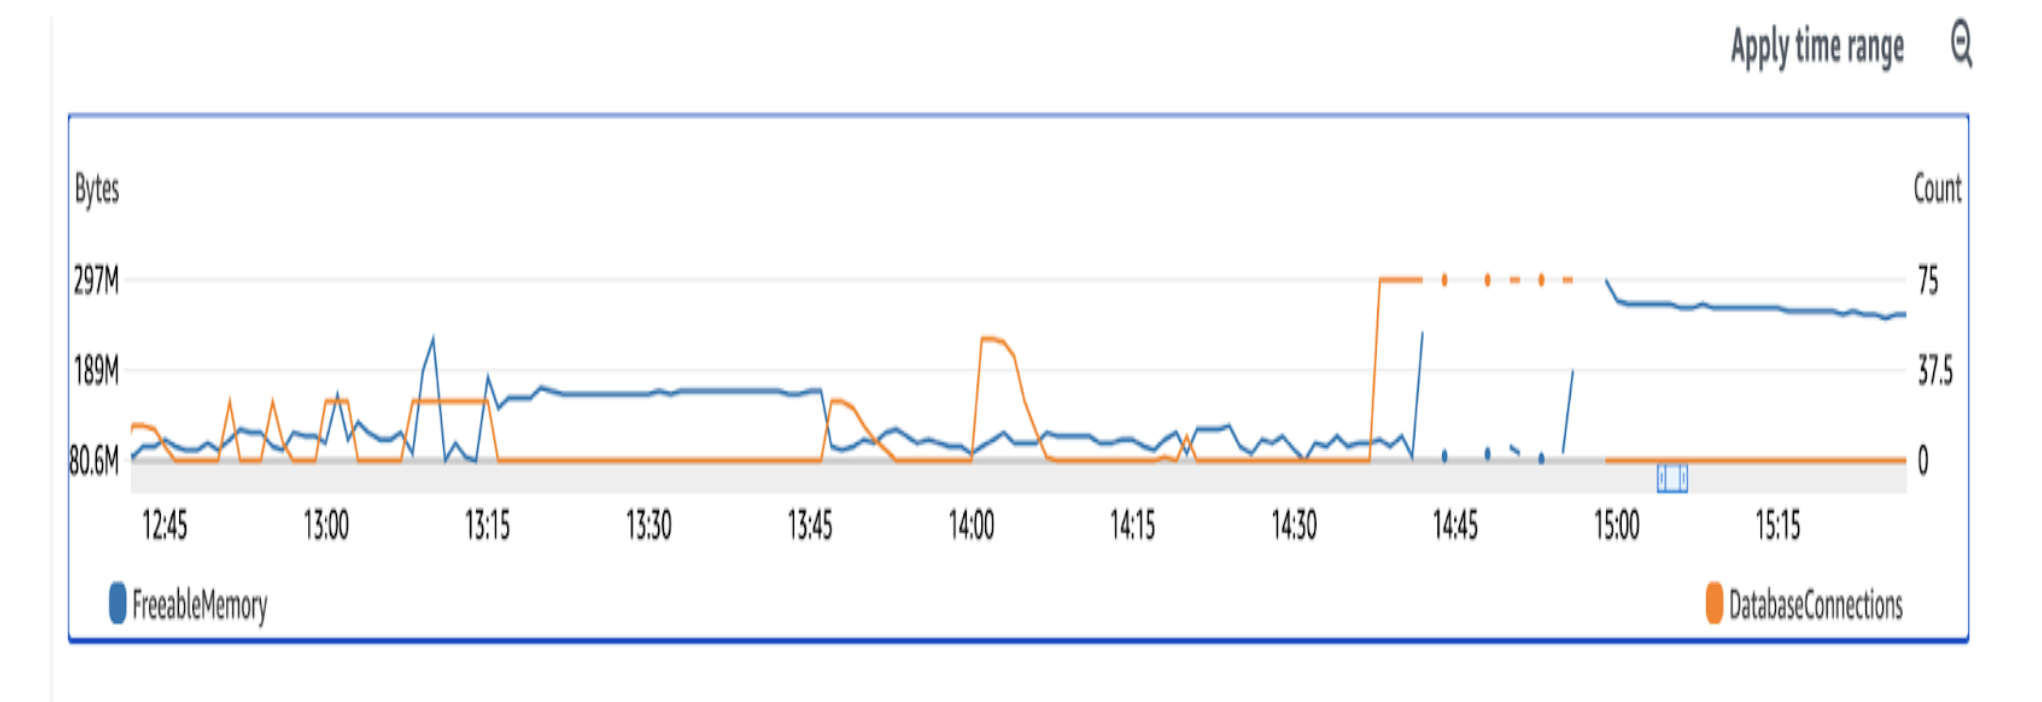 Apply time range
Bytes Count
297M 75
189M 37.5
80.6M 0
12:45 13:00 13:15 13:30 13:45 14:00 14:15 14:30 14:45 15:00 15:15
FreeableMemory DatabaseConnections